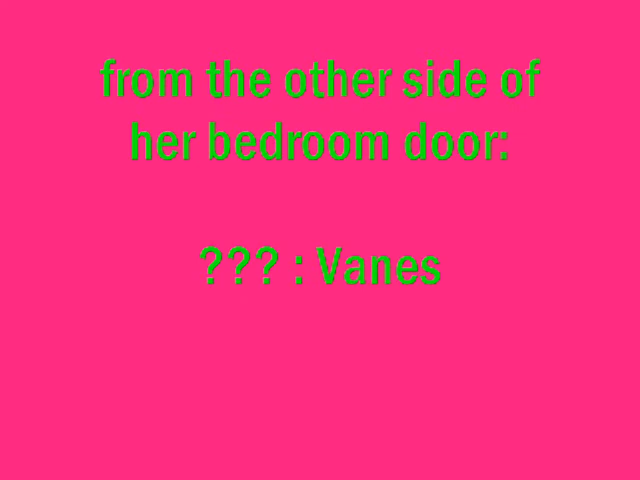 from the other side of
her bedroom door:
??? : Vanes